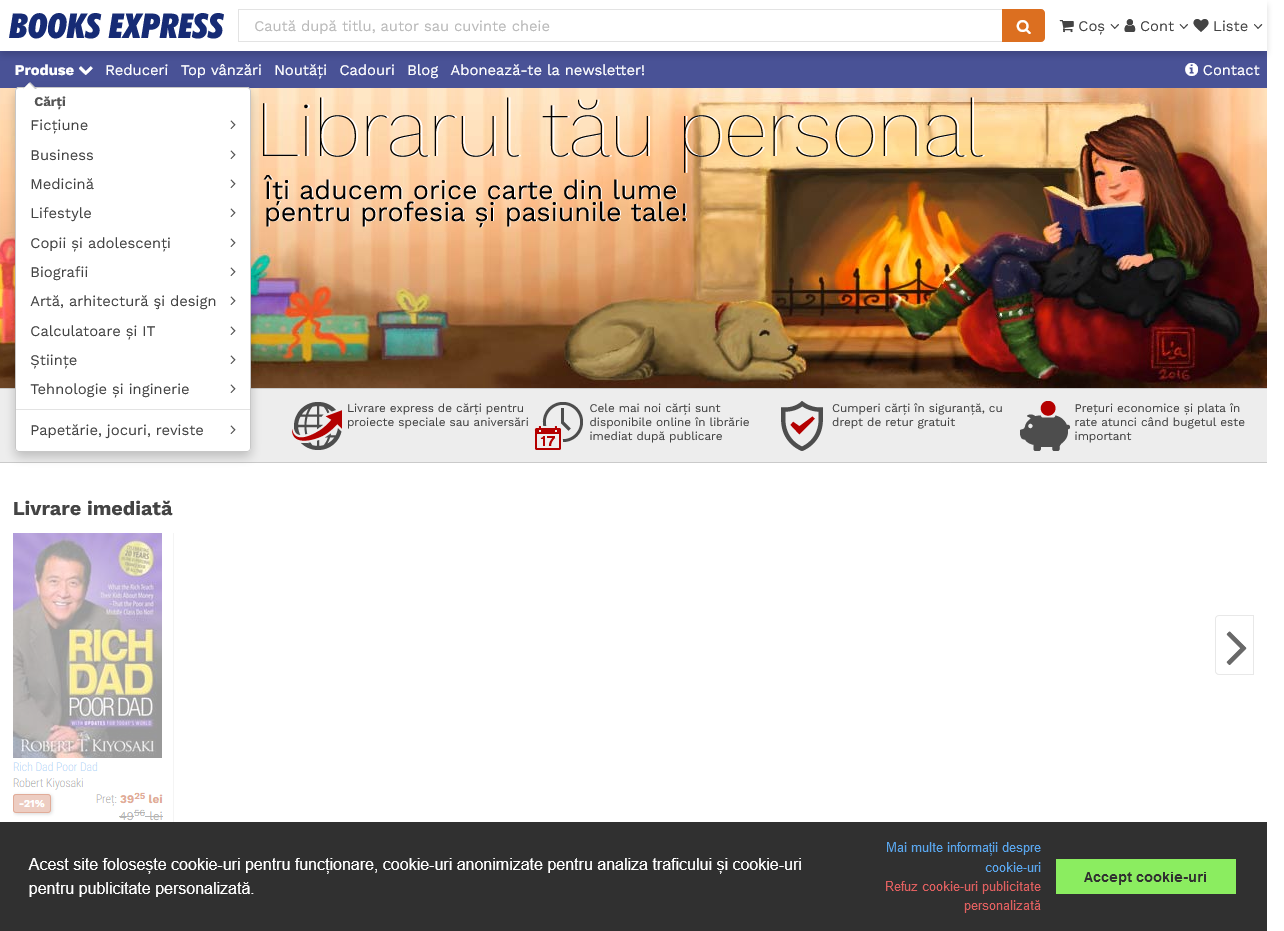 BOOKS EXPRESS
Caută după titlu, autor sau cuvinte cheie
Coș
Cont
Liste
Produse
Reduceri
Top vânzări
Noutăți
Cadouri
Blog
Abonează-te la newsletter!
Contact
Cărți
Ficțiune
Business
Medicină
Lifestyle
Copii și adolescenți
Biografii
Artă, arhitectură şi design
Calculatoare și IT
Științe
Tehnologie și inginerie
Papetărie, jocuri, reviste
Librarul tău personal
Îți aducem orice carte din lume
pentru profesia și pasiunile tale!
2016
Livrare express de cărți pentru
proiecte speciale sau aniversări
17
Cele mai noi cărți sunt
disponibile online în librărie
imediat după publicare
Cumperi cărți în siguranță, cu
drept de retur gratuit
Prețuri economice și plata în
rate atunci când bugetul este
important
Livrare imediată
20 YEARS
What the Rich Teach
Their Kids About Money
–That the Poor and
Middle Class Do Not!
RICH
DAD
POOR DAD
WITH UPDATES FOR TODAY'S WORLD
ROBERT T. KIYOSAKI
Rich Dad Poor Dad
Robert Kiyosaki
-21%
Preț: 39²⁵ lei
49⁵⁶ lei
Acest site folosește cookie-uri pentru funcționare, cookie-uri anonimizate pentru analiza traficului și cookie-uri
pentru publicitate personalizată.
Mai multe informații despre
cookie-uri
Refuz cookie-uri publicitate
personalizată
Accept cookie-uri